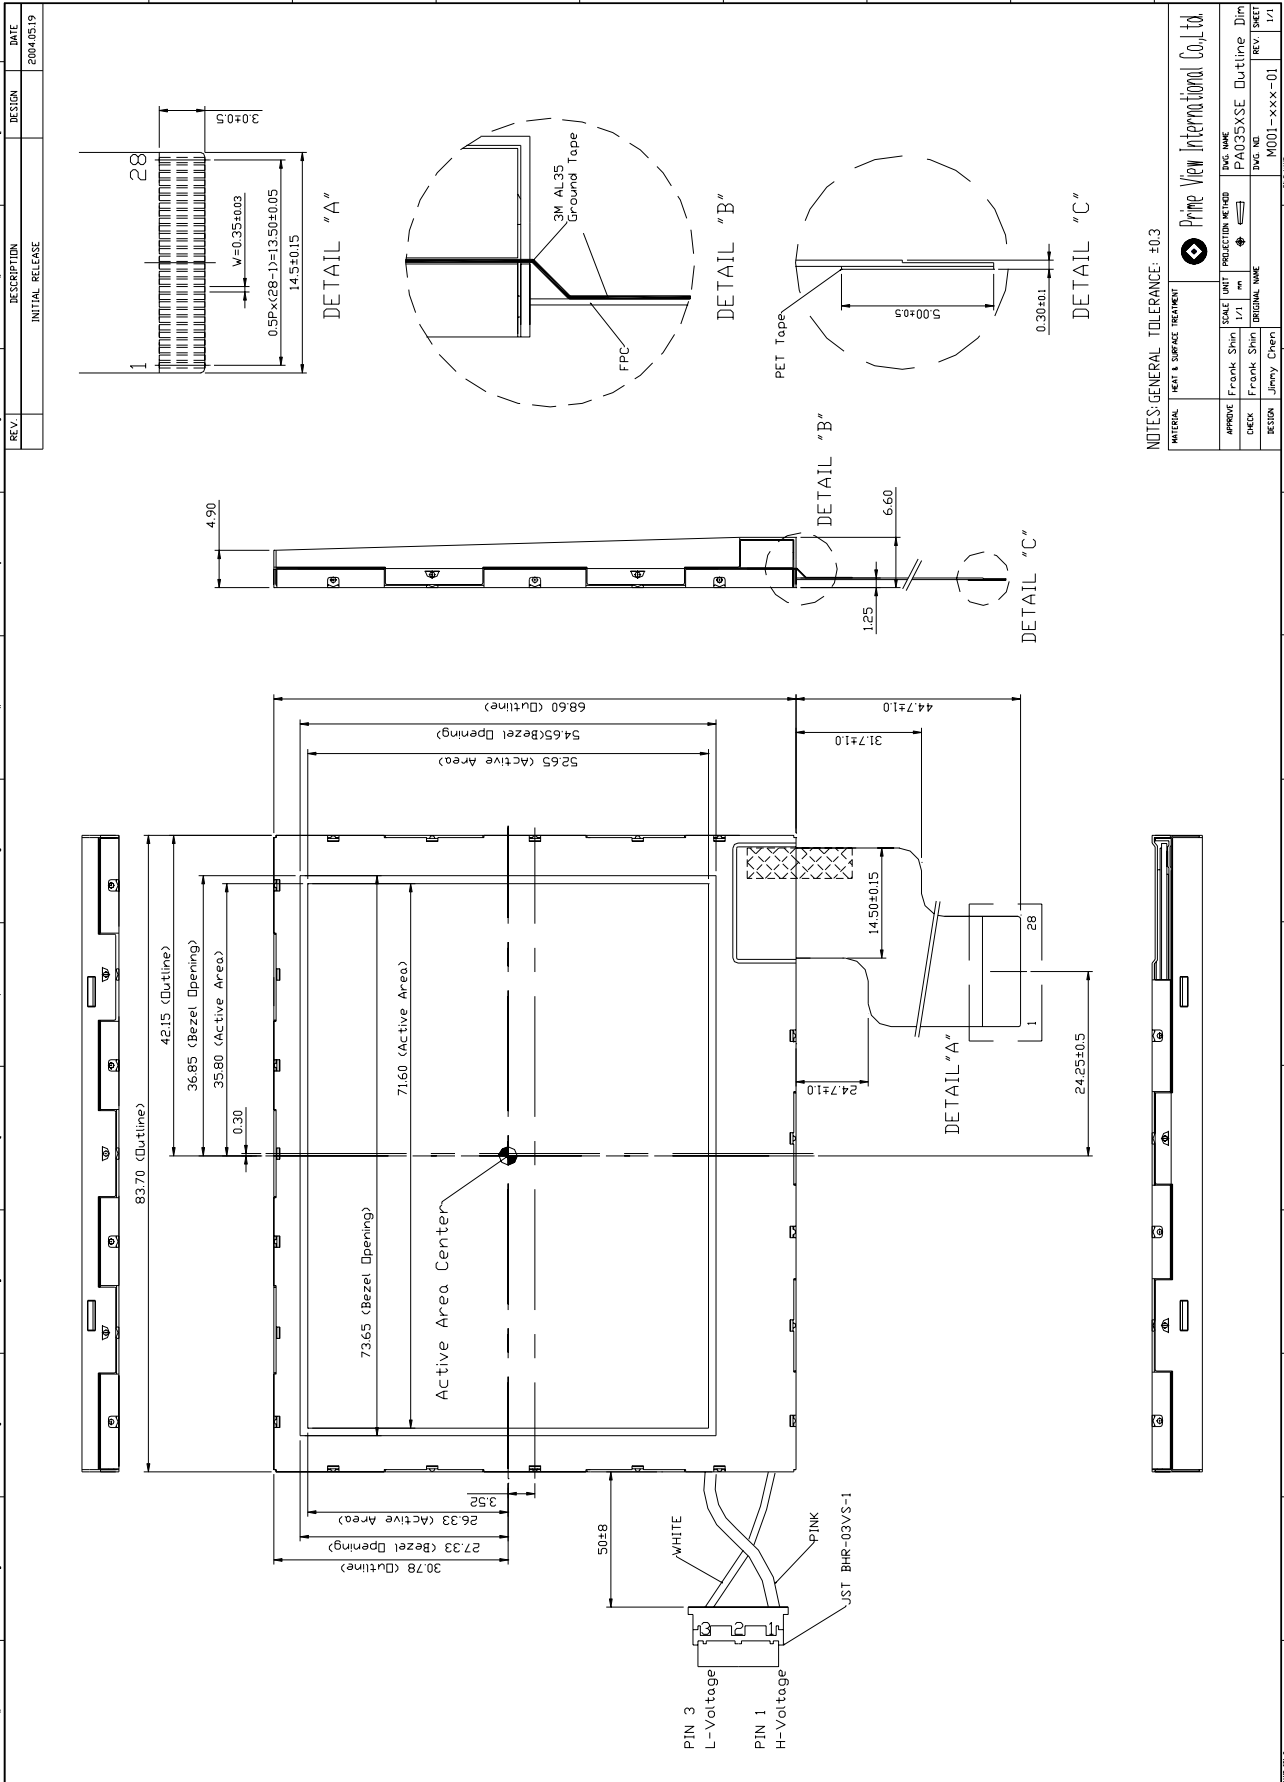 REV.
DESCRIPTION
DESIGN
DATE
INITIAL RELEASE
2004.05.19
83.70 (Outline)
42.15 (Outline)
36.85 (Bezel Opening)
35.80 (Active Area)
0.30
71.60 (Active Area)
73.65 (Bezel Opening)
Active Area Center
68.60 (Outline)
54.65(Bezel Opening)
52.65 (Active Area)
3.52
26.33 (Active Area)
27.33 (Bezel Opening)
30.78 (Outline)
50±8
WHITE
PINK
JST BHR-03VS-1
3 2 1
PIN 3
L-Voltage
PIN 1
H-Voltage
44.7±1.0
31.7±1.0
14.50±0.15
24.7±1.0
DETAIL "A"
1
28
24.25±0.5
4.90
6.60
1.25
DETAIL "B"
DETAIL "C"
1
28
3.0±0.5
W=0.35±0.03
0.5Px(28-1)=13.50±0.05
14.5±0.15
DETAIL "A"
3M AL35
Ground Tape
FPC
DETAIL "B"
PET Tape
5.00±0.5
0.30±0.1
DETAIL "C"
NOTES:GENERAL TOLERANCE: ±0.3
MATERIAL
HEAT & SURFACE TREATMENT
Prime View International Co.,Ltd.
APPROVE
Frank Shin
SCALE
1/1
UNIT
mm
PROJECTION METHOD
DWG. NAME
PA035XSE Outline Dim
CHECK
Frank Shin
ORIGINAL NAME
DWG. NO.
REV.
SHEET
DESIGN
Jimmy Chen
M001-xxx-01
1/1